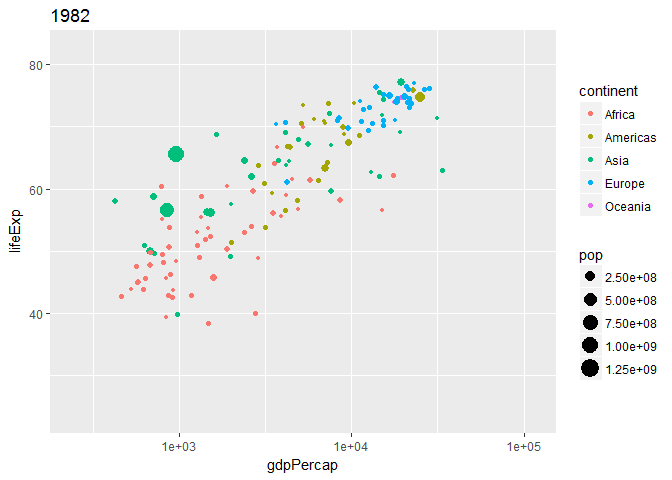 1982
80
60
40
lifeExp
1e+03
1e+04
1e+05
gdpPercap
continent
Africa
Americas
Asia
Europe
Oceania
pop
2.50e+08
5.00e+08
7.50e+08
1.00e+09
1.25e+09